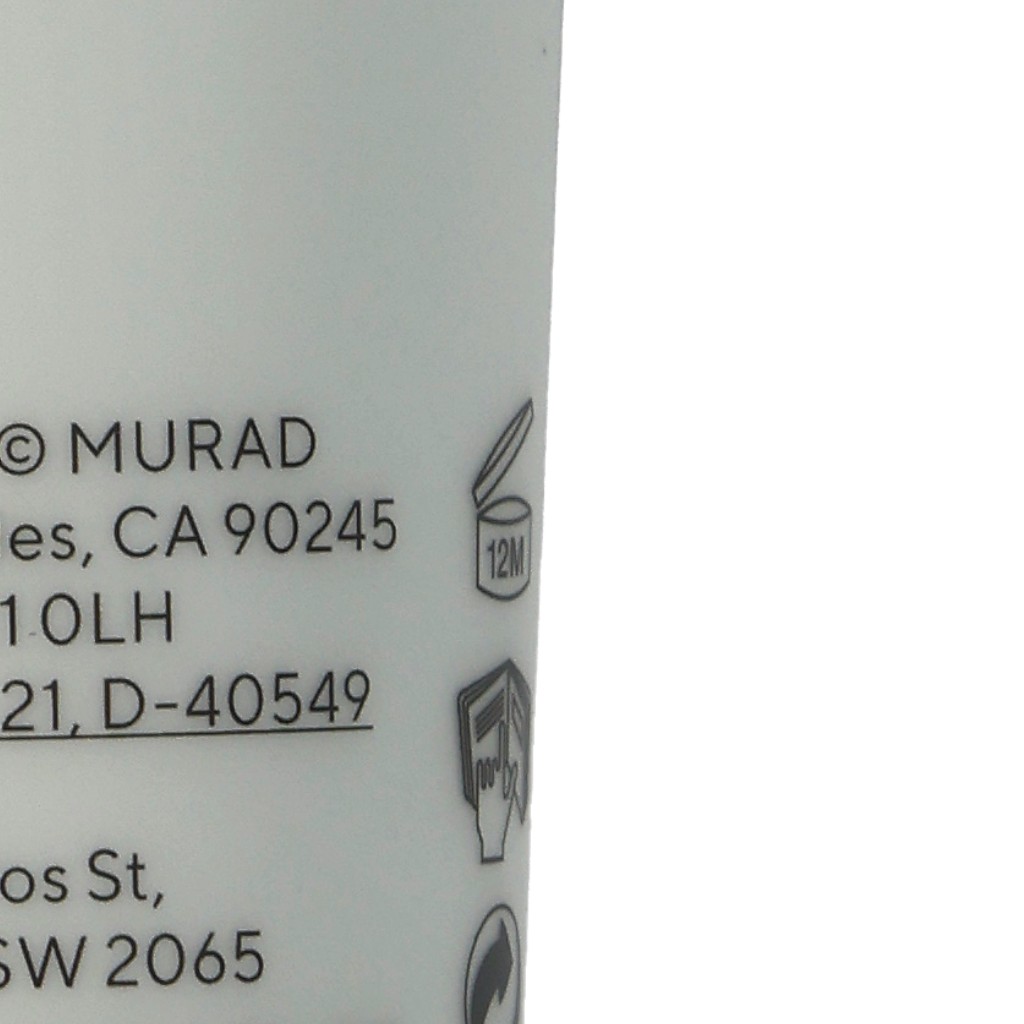 © MURAD
les, CA 90245
12M
1 0LH
21, D-40549
os St,
SW 2065